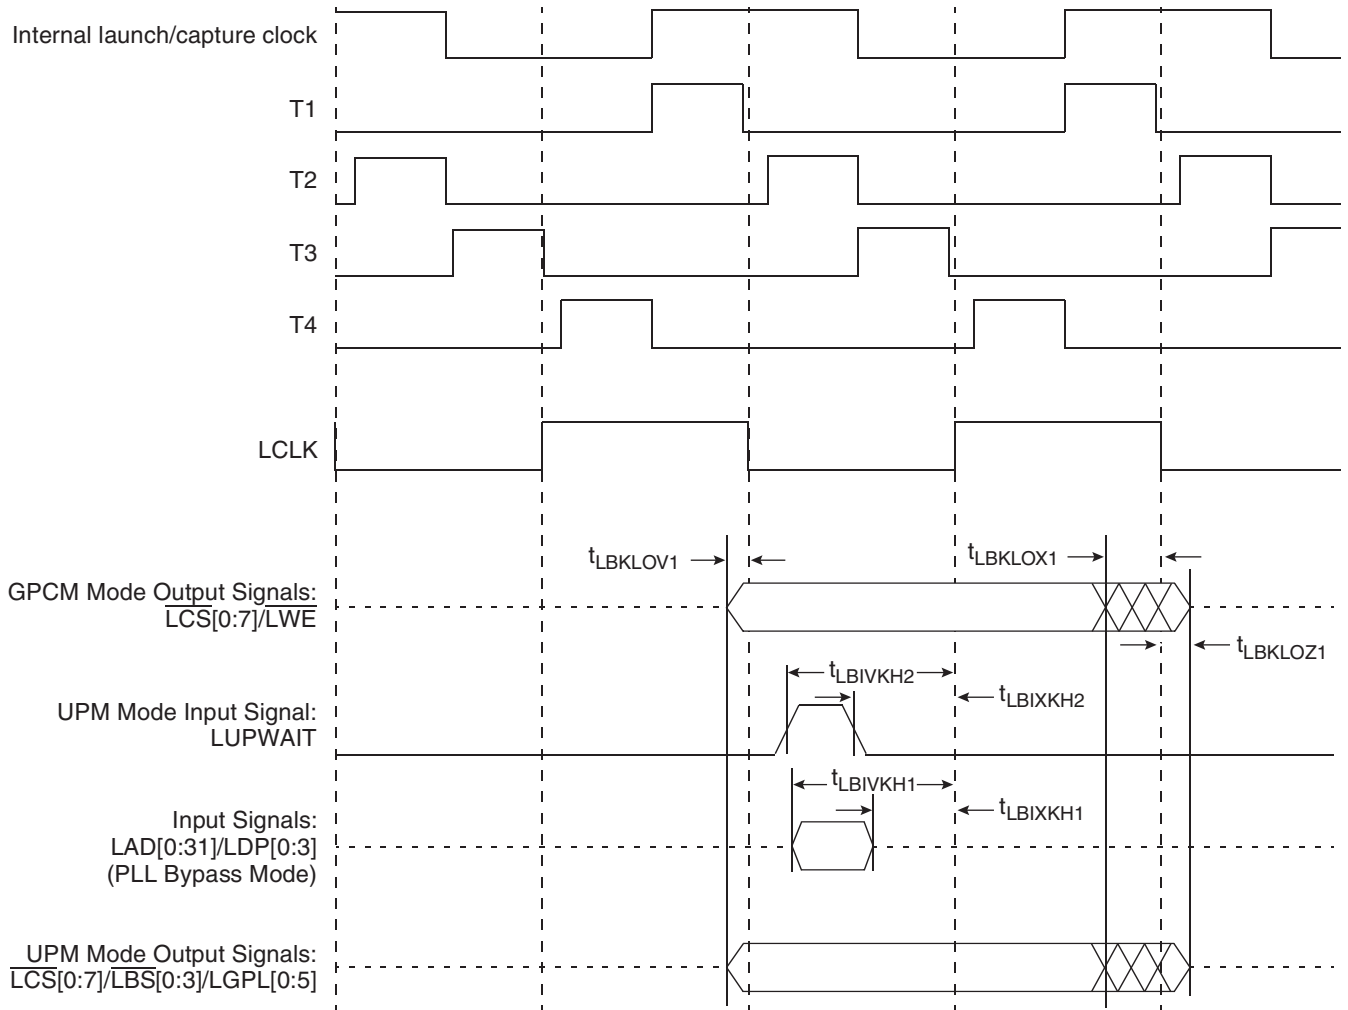 Internal launch/capture clock
T1
T2
T3
T4
LCLK
tLBKLOV1
tLBKLOX1
GPCM Mode Output Signals:
LCS[0:7]/LWE
tLBKLOZ1
tLBIVKH2
tLBIXKH2
UPM Mode Input Signal:
LUPWAIT
tLBIVKH1
tLBIXKH1
Input Signals:
LAD[0:31]/LDP[0:3]
(PLL Bypass Mode)
UPM Mode Output Signals:
LCS[0:7]/LBS[0:3]/LGPL[0:5]